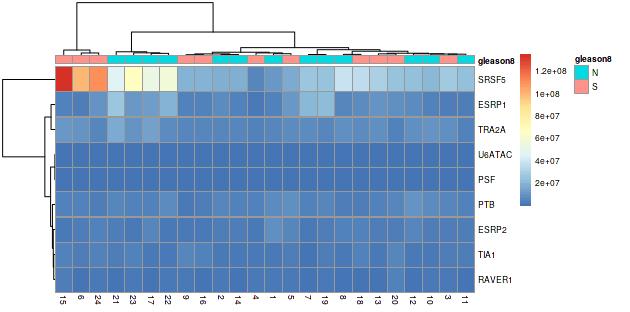 gleason8
SRSF5
ESRP1
TRA2A
U6ATAC
PSF
PTB
ESRP2
TIA1
RAVER1
15 6 24 21 23 17 22 9 16 2 14 4 1 5 7 19 8 18 13 20 12 10 3 11
1.2e+08
1e+08
8e+07
6e+07
4e+07
2e+07
gleason8
N
S